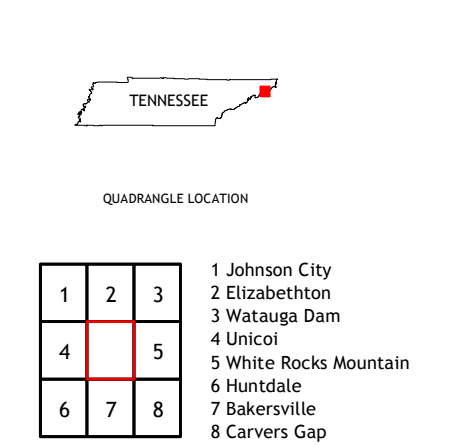 TENNESSEE
QUADRANGLE LOCATION
1 2 3
4 5
6 7 8
1 Johnson City
2 Elizabethton
3 Watauga Dam
4 Unicoi
5 White Rocks Mountain
6 Huntdale
7 Bakersville
8 Carvers Gap